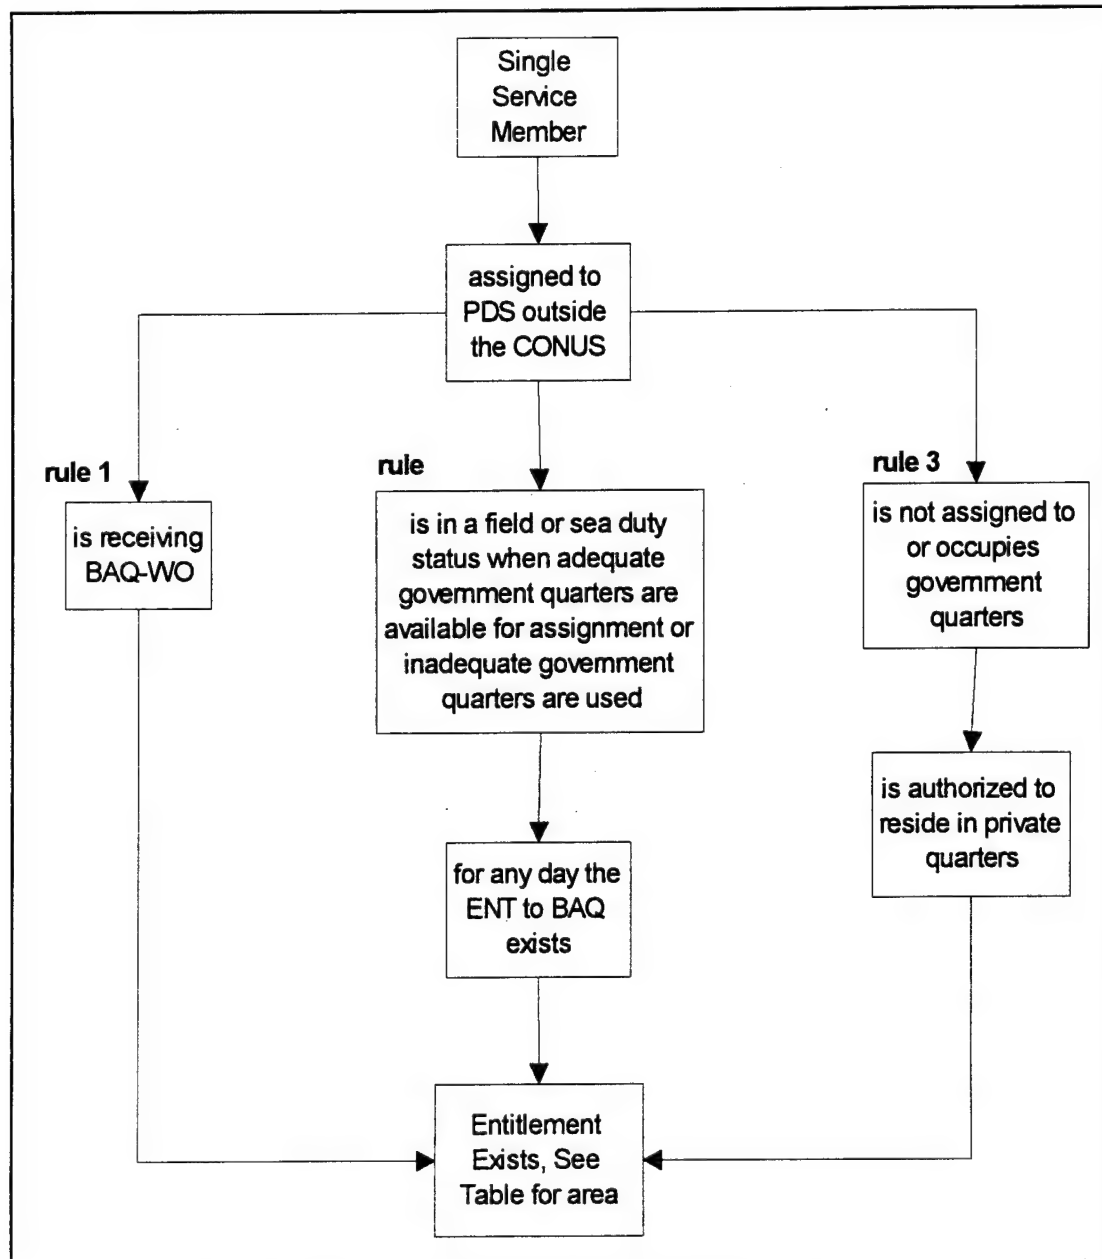 Single
Service
Member
assigned to
PDS outside
the CONUS
rule 1
is receiving
BAQ-WO
rule
is in a field or sea duty
status when adequate
government quarters are
available for assignment or
inadequate government
quarters are used
for any day the
ENT to BAQ
exists
rule 3
is not assigned to
or occupies
government
quarters
is authorized to
reside in private
quarters
Entitlement
Exists, See
Table for area